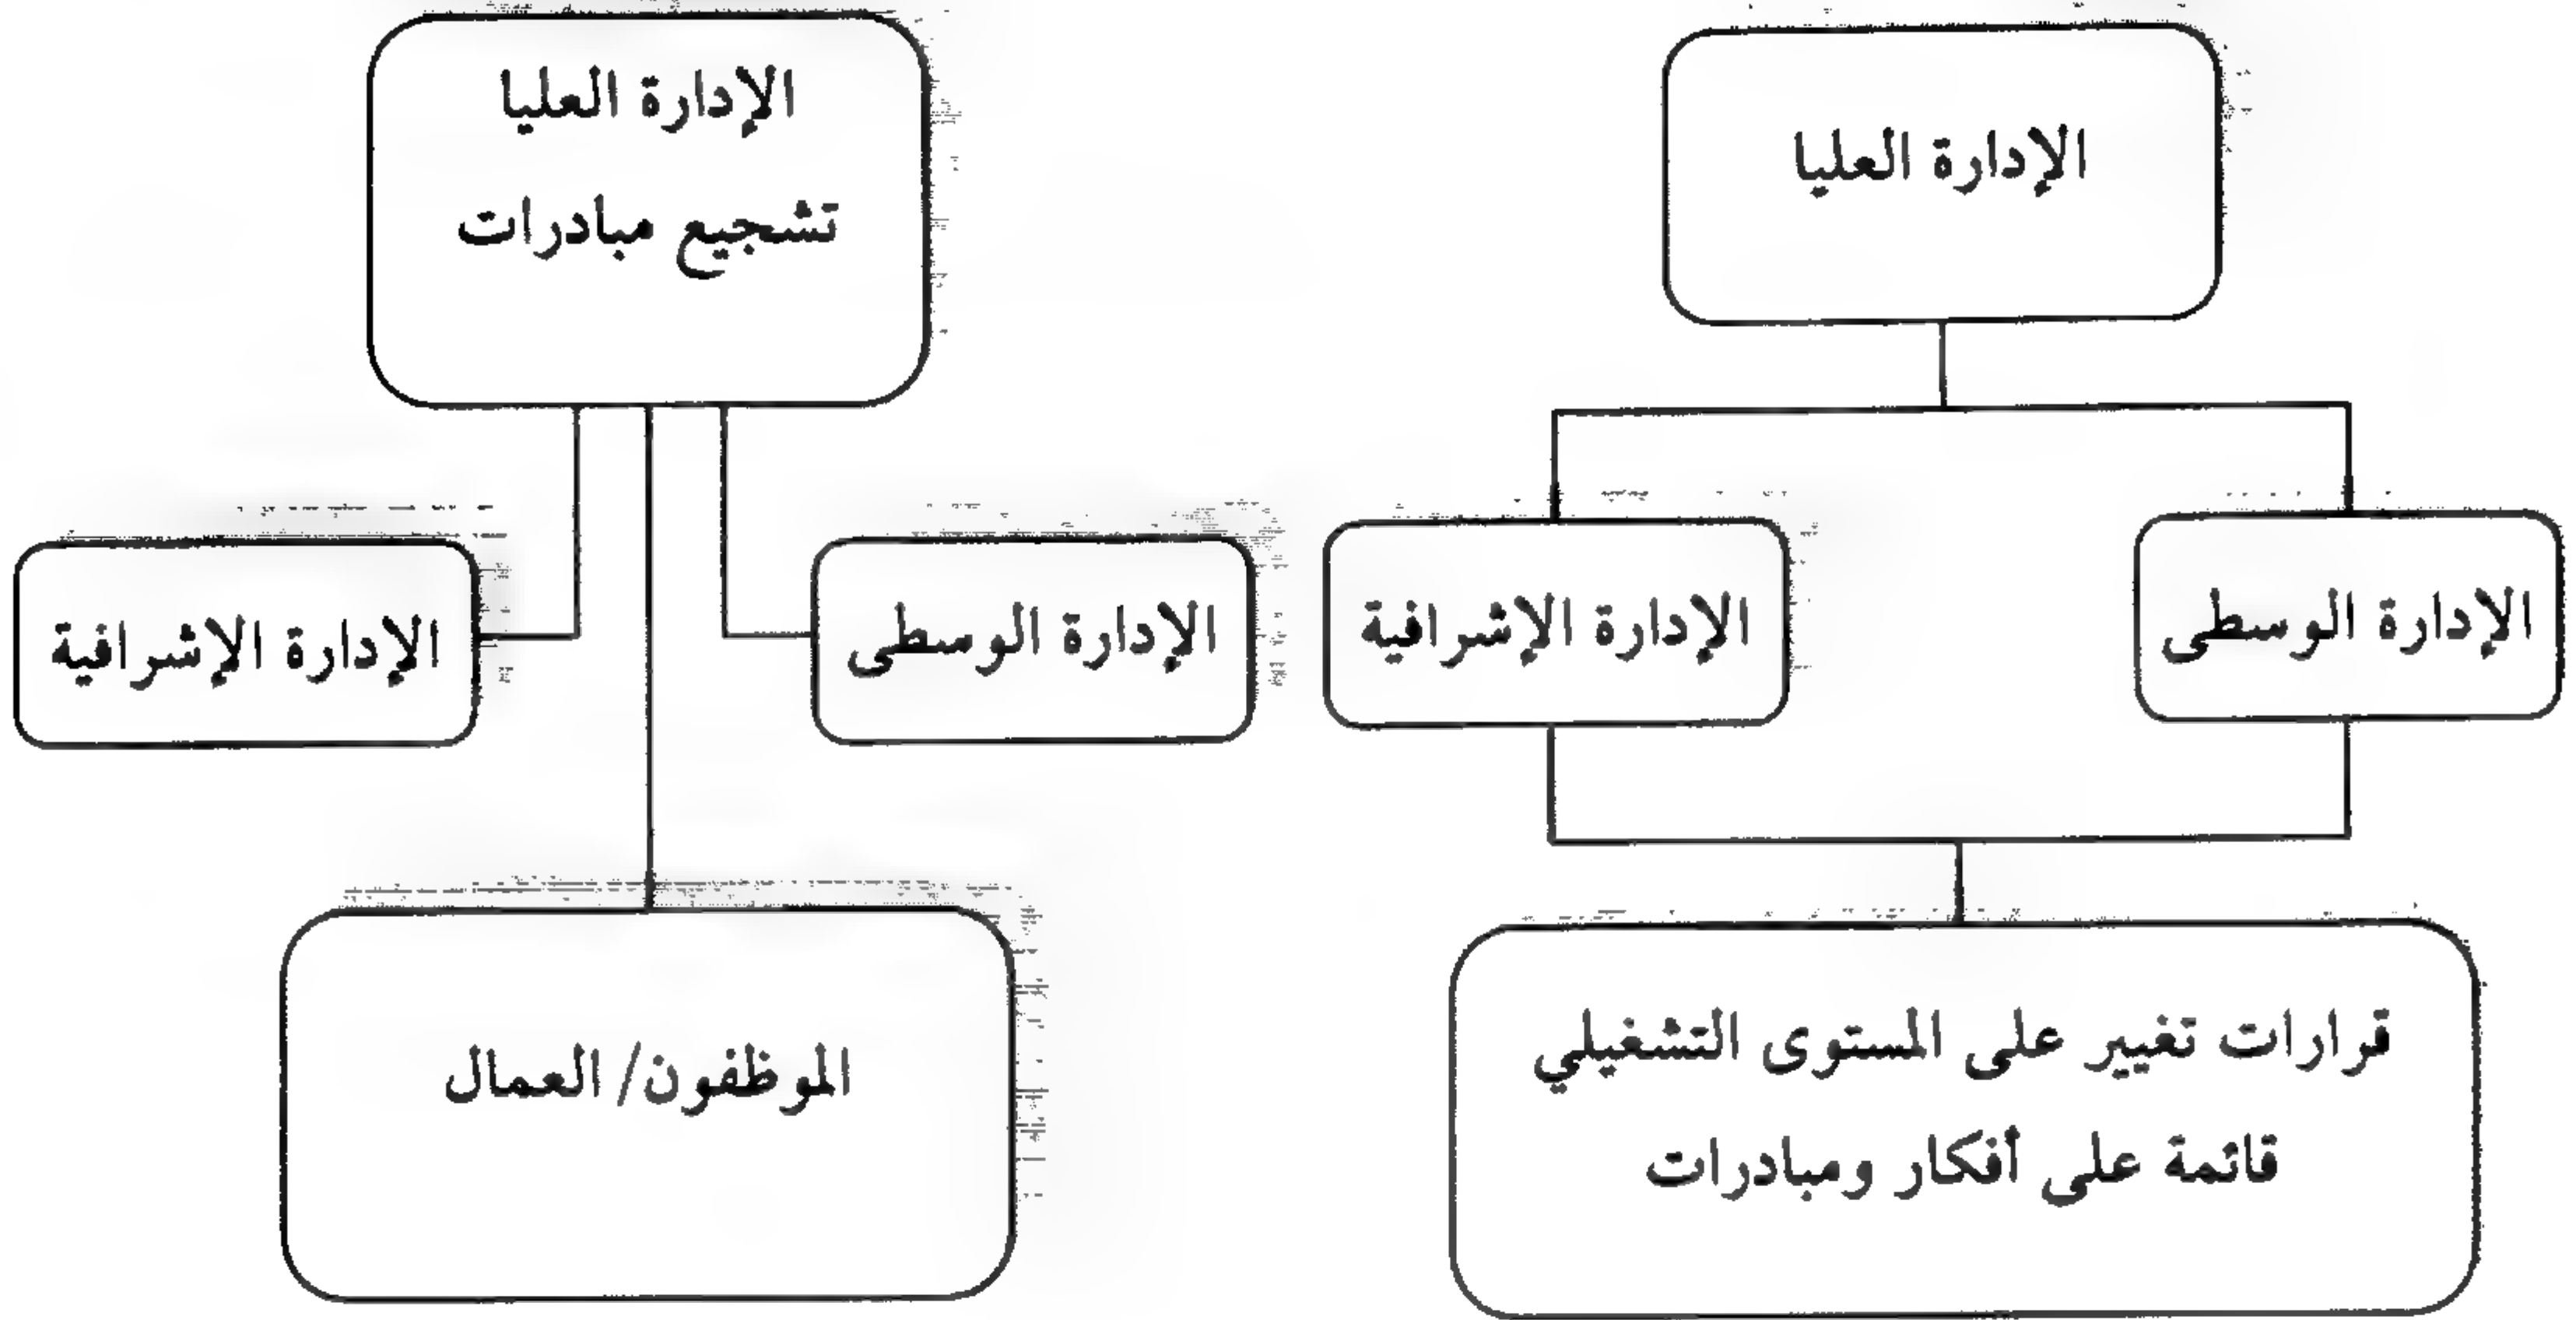 الإدارة العليا
الإدارة الوسطى
الإدارة الإشرافية
قرارات تغيير على المستوى التشغيلي
قائمة على أفكار ومبادرات
الإدارة العليا
تشجيع مبادرات
الإدارة الوسطى
الإدارة الإشرافية
الموظفون/ العمال